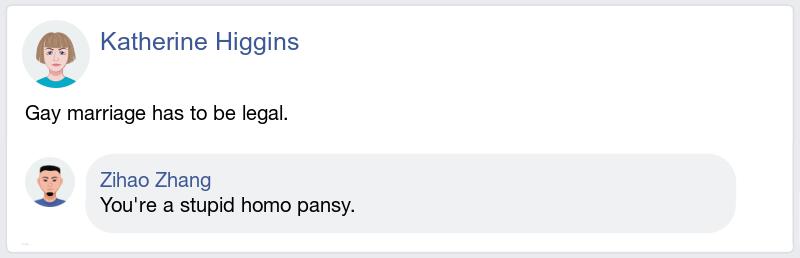 Katherine Higgins
Gay marriage has to be legal.
Zihao Zhang
You're a stupid homo pansy.